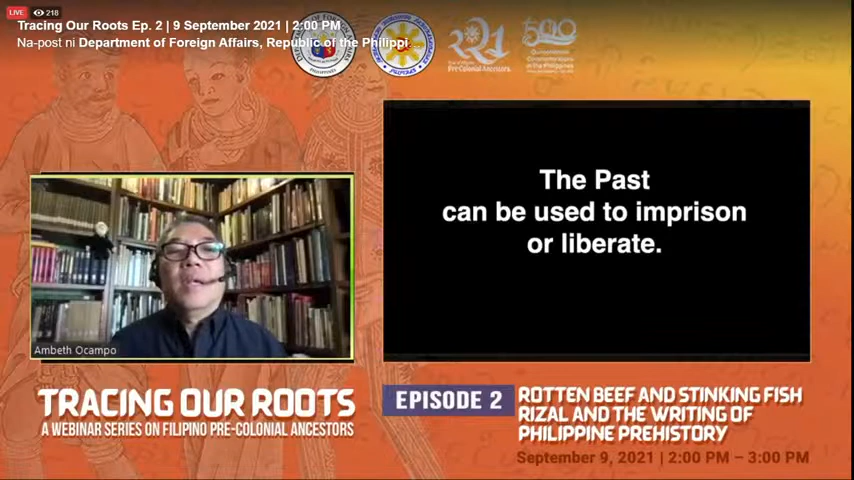 LIVE 218
Tracing Our Roots Ep. 2 | 9 September 2021 | 2:00 PM
Na-post ni Department of Foreign Affairs, Republic of the Philippi...
Pre-Colonial Ancestors
The Past
can be used to imprison
or liberate.
Ambeth Ocampo
TRACING OUR ROOTS
A WEBINAR SERIES ON FILIPINO PRE-COLONIAL ANCESTORS
EPISODE 2
ROTTEN BEEF AND STINKING FISH
RIZAL AND THE WRITING OF
PHILIPPINE PREHISTORY
September 9, 2021 | 2:00 PM – 3:00 PM